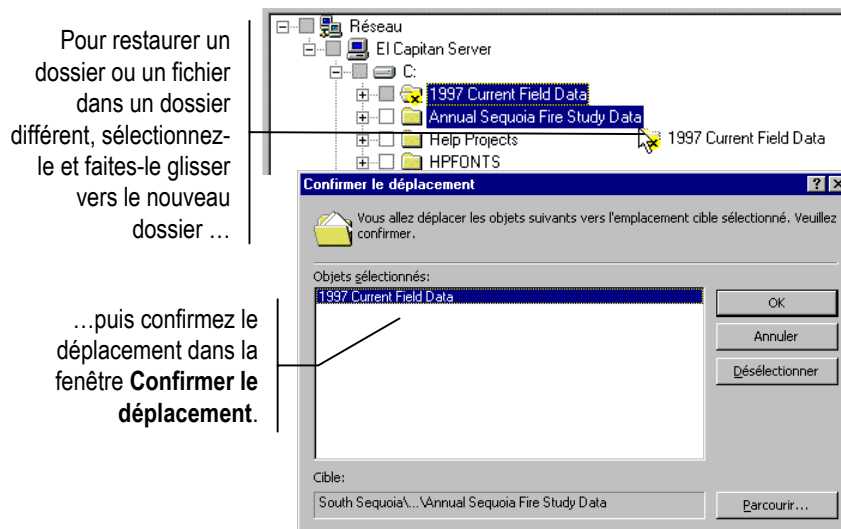 Pour restaurer un
dossier ou un fichier
dans un dossier
différent, sélectionnez-
le et faites-le glisser
vers le nouveau
dossier …
Réseau
El Capitan Server
C:
1997 Current Field Data
Annual Sequoia Fire Study Data
Help Projects
1997 Current Field Data
HPFONTS
Confirmer le déplacement
Vous allez déplacer les objets suivants vers l'emplacement cible sélectionné. Veuillez
confirmer.
Objets sélectionnés:
1997 Current Field Data
OK
Annuler
Désélectionner
…puis confirmez le
déplacement dans la
fenêtre Confirmer le
déplacement.
Cible:
South Sequoia\...\Annual Sequoia Fire Study Data
Parcourir...